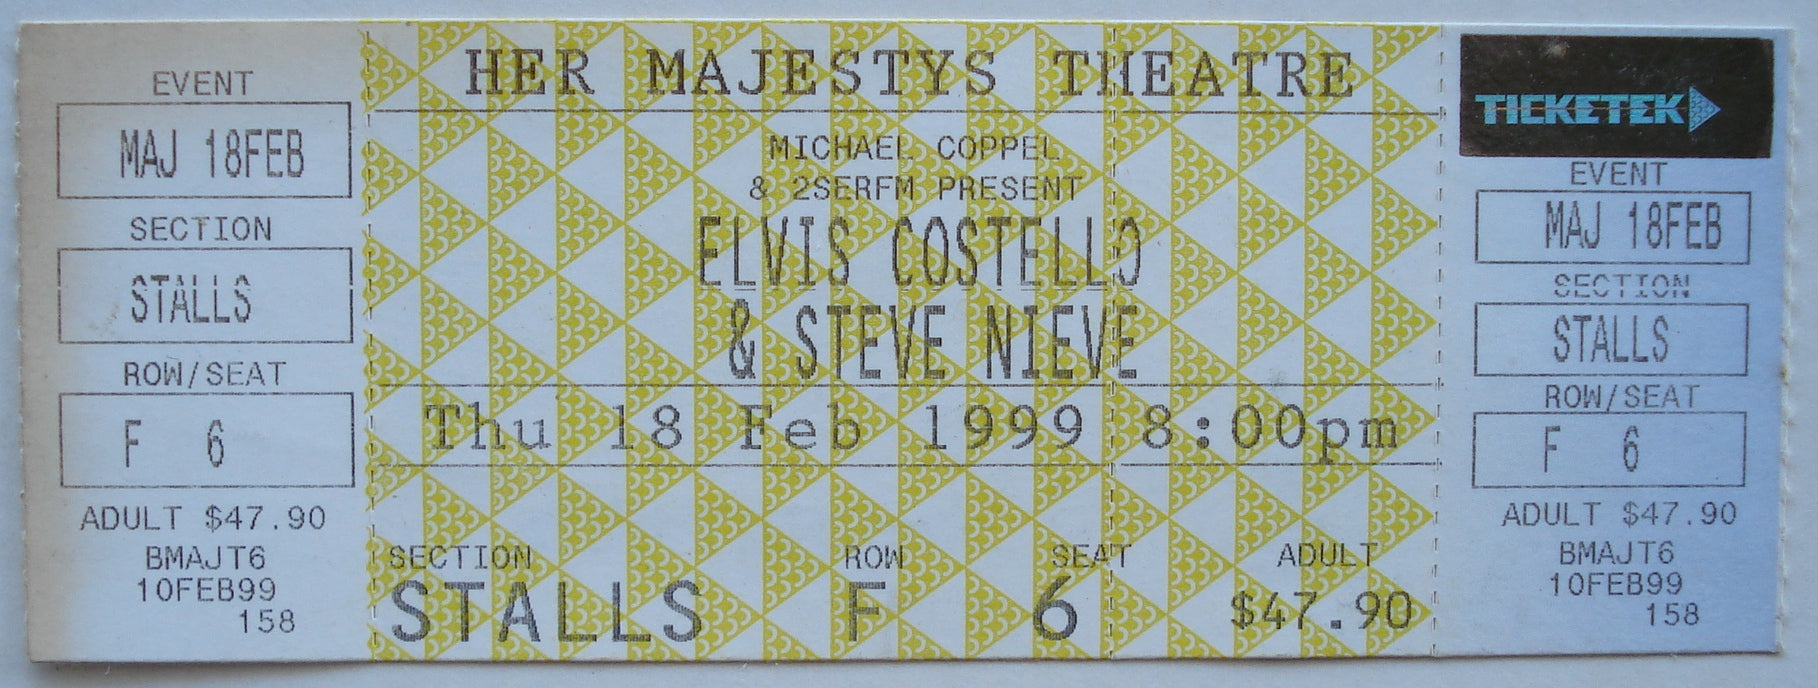 EVENT
MAJ 18FEB
SECTION
STALLS
ROW/SEAT
F 6
ADULT $47.90
BMAJT6
10FEB99
158
HER MAJESTYS THEATRE
MICHAEL COPPEL
& 2SERFM PRESENT
ELVIS COSTELLO
& STEVE NIEVE
Thu 18 Feb 1999 8:00pm
SECTION ROW SEAT ADULT
STALLS F 6 $47.90
TICKETEK
EVENT
MAJ 18FEB
SECTION
STALLS
ROW/SEAT
F 6
ADULT $47.90
BMAJT6
10FEB99
158